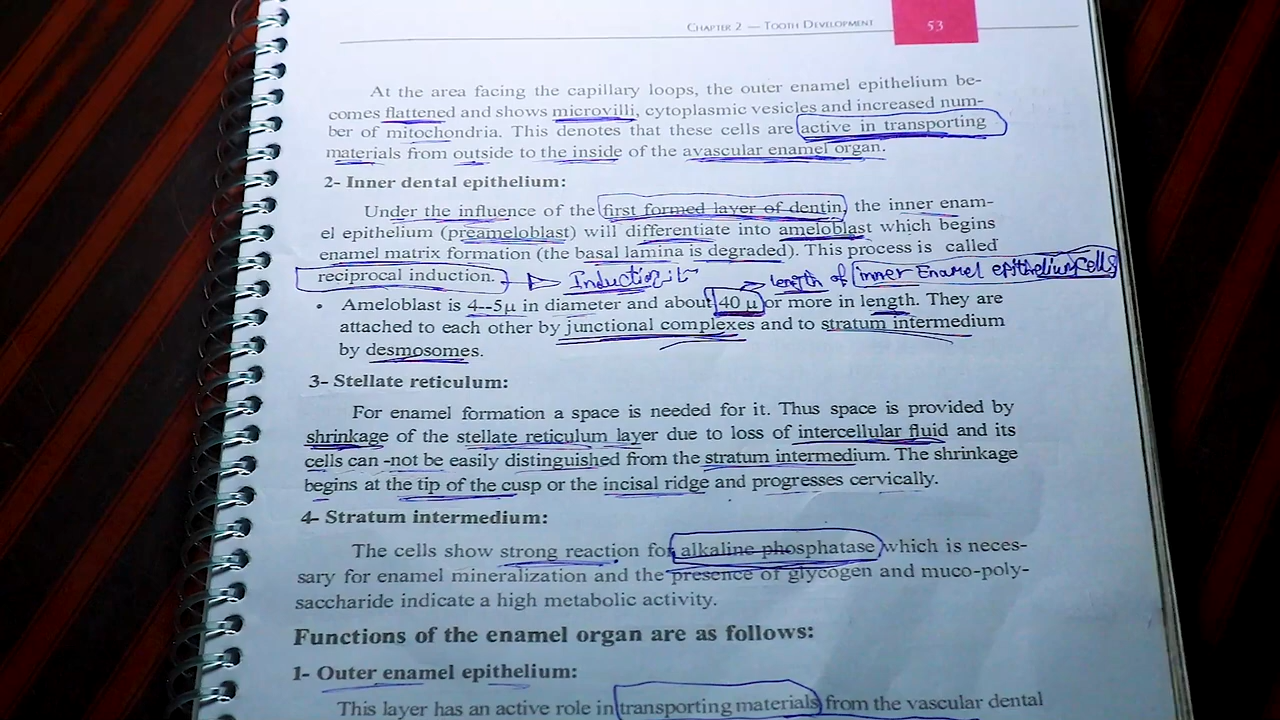 CHAPTER 2 — TOOTH DEVELOPMENT 53
At the area facing the capillary loops, the outer enamel epithelium be-
comes flattened and shows microvilli, cytoplasmic vesicles and increased num-
ber of mitochondria. This denotes that these cells are active in transporting
materials from outside to the inside of the avascular enamel organ.
2- Inner dental epithelium:
Under the influence of the first formed layer of dentin, the inner enam-
el epithelium (preameloblast) will differentiate into ameloblast which begins
enamel matrix formation (the basal lamina is degraded). This process is called
reciprocal induction. Induction length of inner Enamel epithelium Cells
• Ameloblast is 4--5µ in diameter and about 40 µ or more in length. They are
attached to each other by junctional complexes and to stratum intermedium
by desmosomes.
3- Stellate reticulum:
For enamel formation a space is needed for it. Thus space is provided by
shrinkage of the stellate reticulum layer due to loss of intercellular fluid and its
cells can -not be easily distinguished from the stratum intermedium. The shrinkage
begins at the tip of the cusp or the incisal ridge and progresses cervically.
4- Stratum intermedium:
The cells show strong reaction for alkaline phosphatase which is neces-
sary for enamel mineralization and the presence of glycogen and muco-poly-
saccharide indicate a high metabolic activity.
Functions of the enamel organ are as follows:
1- Outer enamel epithelium:
This layer has an active role in transporting materials from the vascular dental